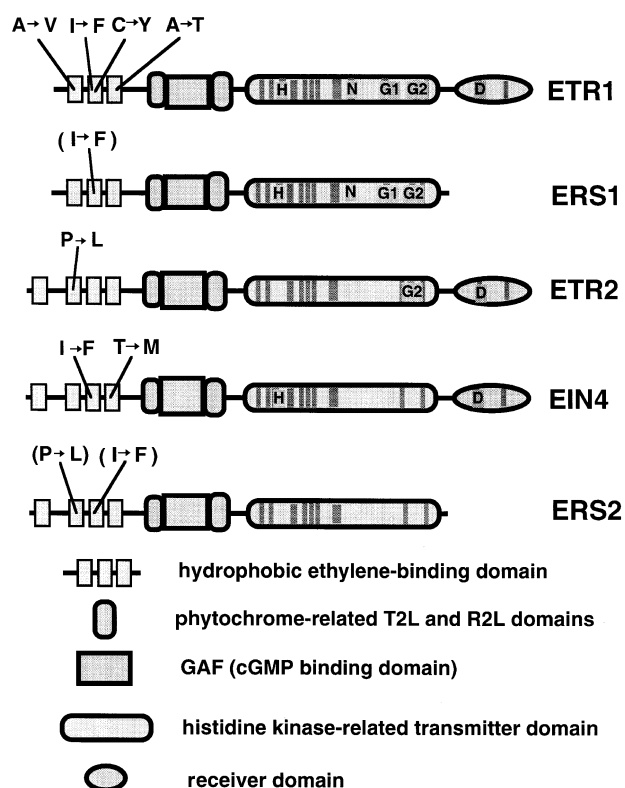 A→V I→F C→Y A→T
H N G1 G2 D ETR1
(I→F)
H N G1 G2 ERS1
P→L
G2 D ETR2
I→F T→M
H D EIN4
(P→L) (I→F)
ERS2
hydrophobic ethylene-binding domain
phytochrome-related T2L and R2L domains
GAF (cGMP binding domain)
histidine kinase-related transmitter domain
receiver domain